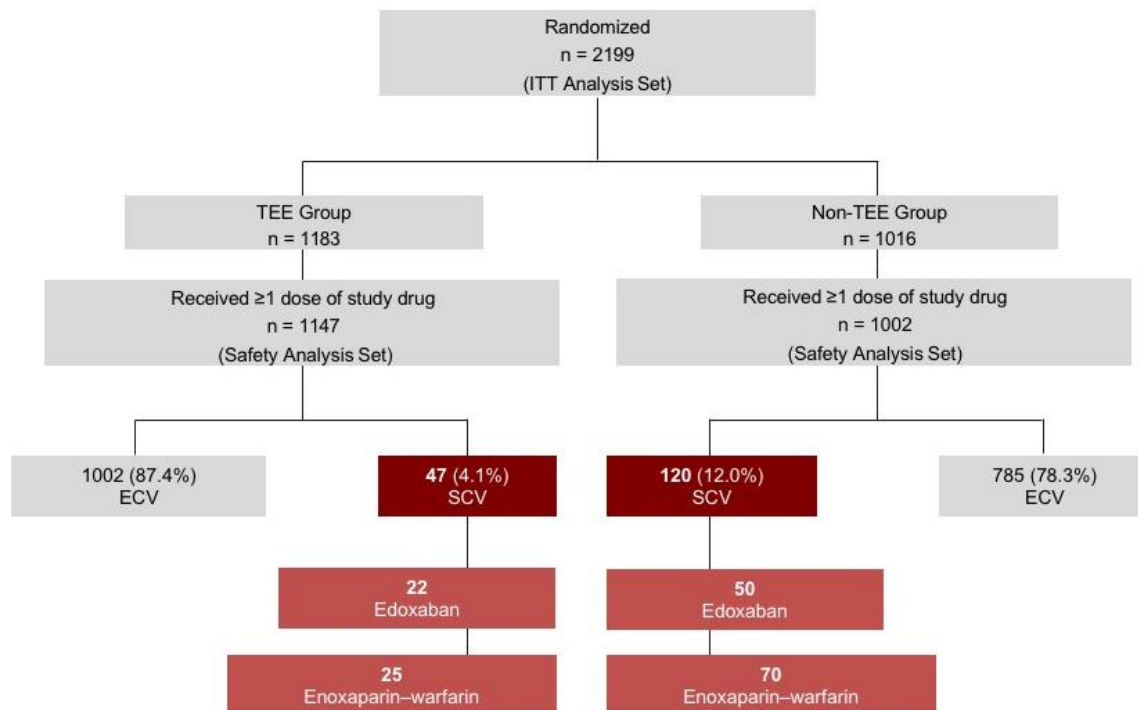 Randomized
n = 2199
(ITT Analysis Set)
TEE Group
n = 1183
Non-TEE Group
n = 1016
Received ≥1 dose of study drug
n = 1147
(Safety Analysis Set)
Received ≥1 dose of study drug
n = 1002
(Safety Analysis Set)
1002 (87.4%)
ECV
47 (4.1%)
SCV
120 (12.0%)
SCV
785 (78.3%)
ECV
22
Edoxaban
50
Edoxaban
25
Enoxaparin–warfarin
70
Enoxaparin–warfarin